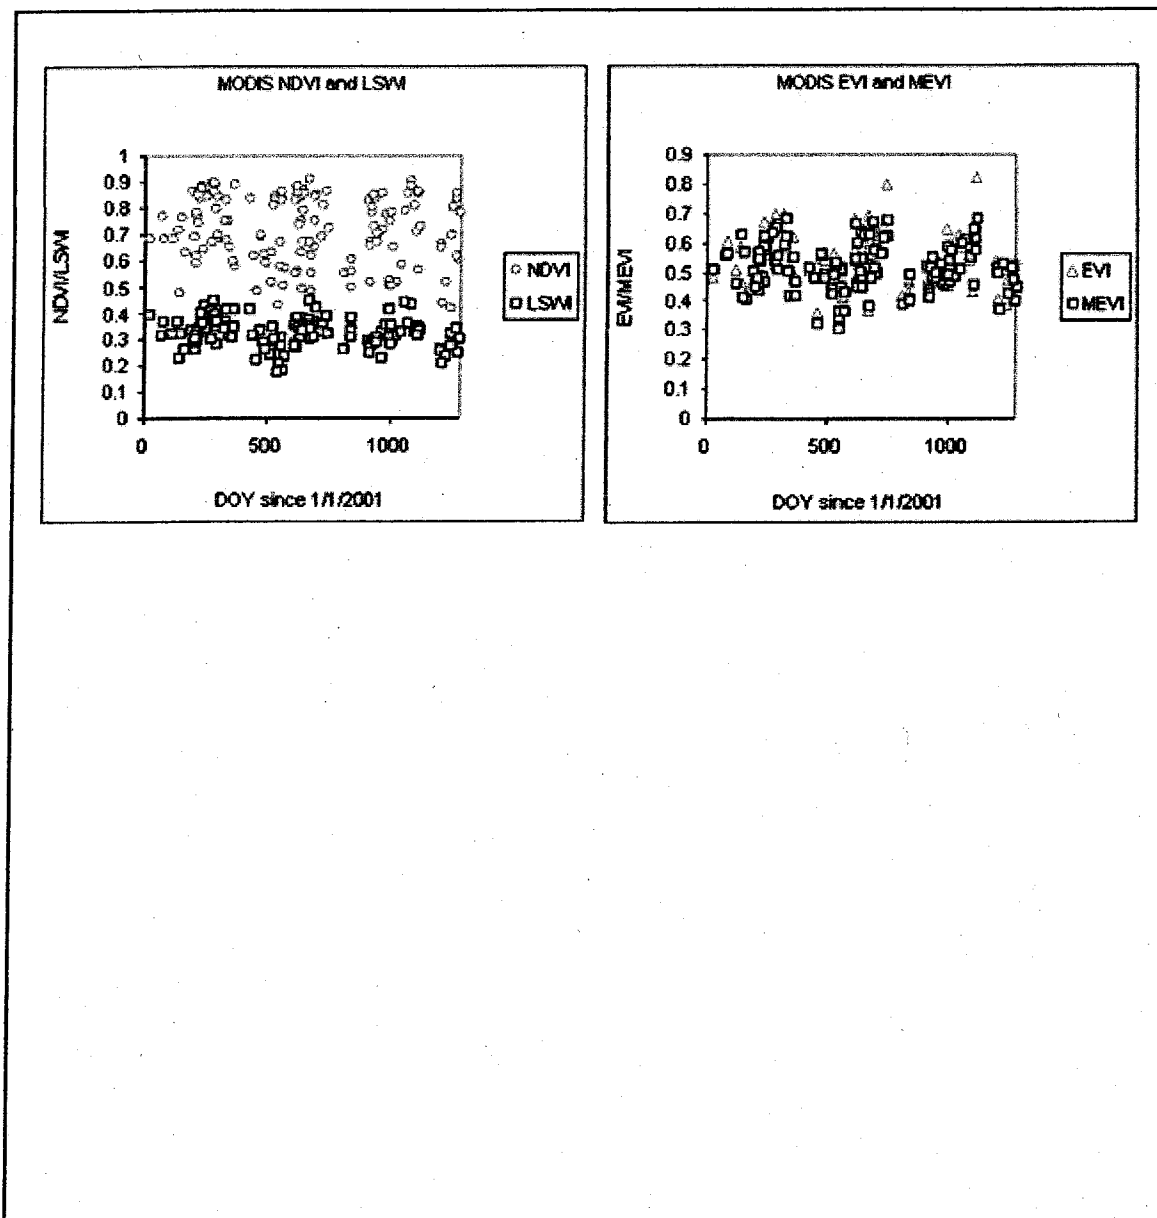 MODIS NDVI and LSWI
1
0.9
0.8
0.7
0.6
0.5
0.4
0.3
0.2
0.1
0
NDVI/LSWI
0 500 1000
DOY since 1/1/2001
NDVI
LSWI
MODIS EVI and MEVI
0.9
0.8
0.7
0.6
0.5
0.4
0.3
0.2
0.1
0
EVI/MEVI
0 500 1000
DOY since 1/1/2001
EVI
MEVI